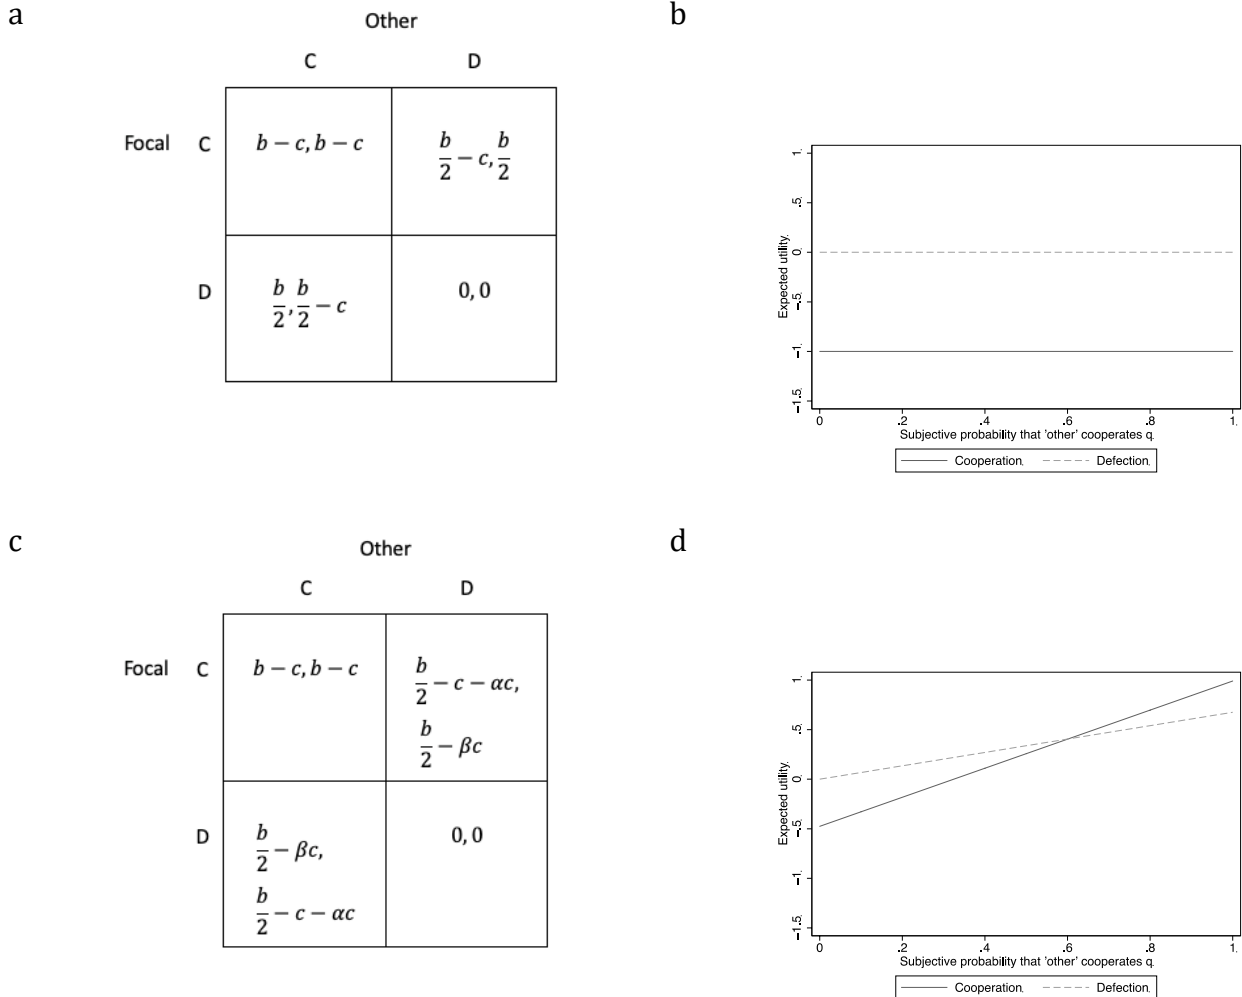 a
Other
C D
Focal C
b − c, b − c
b/2 − c, b/2
D
b/2, b/2 − c
0, 0
b
Expected utility.
1.
.5.
0.
-.5.
-1.
-1.5.
0 .2 .4 .6 .8 1.
Subjective probability that 'other' cooperates q.
Cooperation. Defection.
c
Other
C D
Focal C
b − c, b − c
b/2 − c − αc,
b/2 − βc
D
b/2 − βc,
b/2 − c − αc
0, 0
d
Expected utility.
1.
.5.
0.
-.5.
-1.
-1.5.
0 .2 .4 .6 .8 1.
Subjective probability that 'other' cooperates q.
Cooperation. Defection.